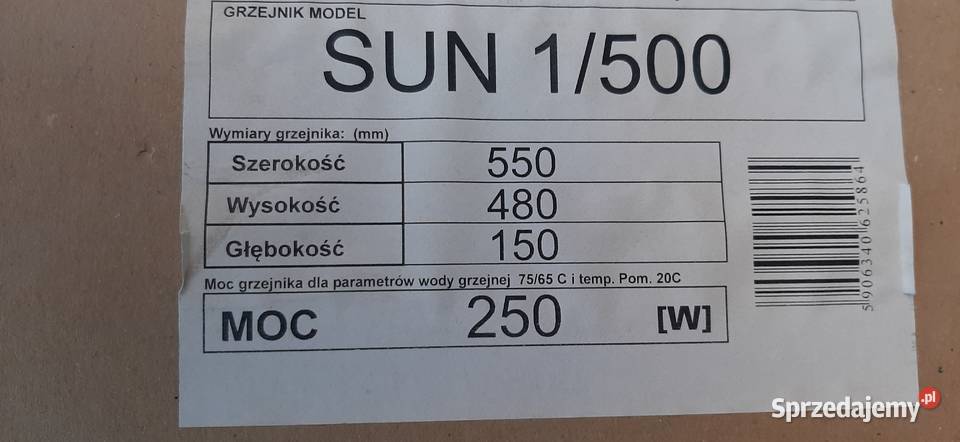 GRZEJNIK MODEL
SUN 1/500
Wymiary grzejnika: (mm)
Szerokość 550
Wysokość 480
Głębokość 150
Moc grzejnika dla parametrów wody grzejnej 75/65 C i temp. Pom. 20C
MOC 250 [W]
5906340625864
Sprzedajemy.pl